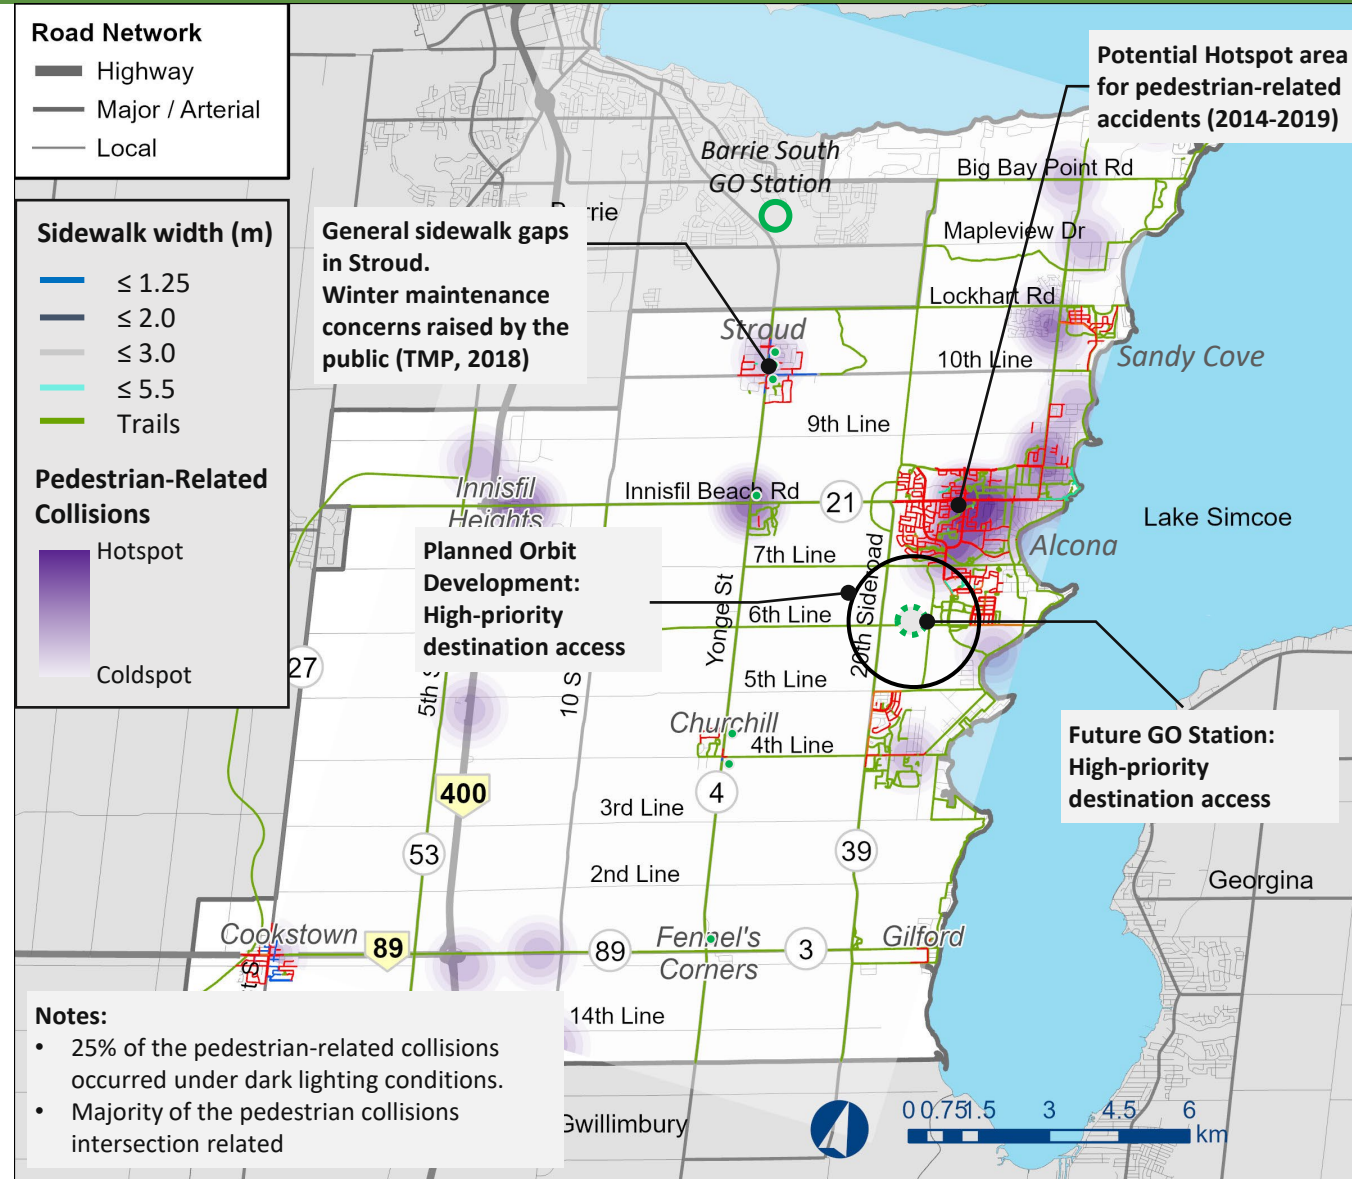 Road Network
Highway
Major / Arterial
Local
Sidewalk width (m)
≤ 1.25
≤ 2.0
≤ 3.0
≤ 5.5
Trails
Pedestrian-Related
Collisions
Hotspot
Coldspot
Potential Hotspot area
for pedestrian-related
accidents (2014-2019)
Barrie South
GO Station
rrie
General sidewalk gaps
in Stroud.
Winter maintenance
concerns raised by the
public (TMP, 2018)
Big Bay Point Rd
Mapleview Dr
Lockhart Rd
Stroud
10th Line
Sandy Cove
9th Line
Innisfil
Heights
Innisfil Beach Rd
21
Lake Simcoe
Alcona
Planned Orbit
Development:
High-priority
destination access
7th Line
6th Line
20th Sideroad
Yonge St
5th S
10 S
27
5th Line
Churchill
4th Line
Future GO Station:
High-priority
destination access
400
4
3rd Line
53
39
2nd Line
Georgina
Cookstown
89
89
Fennel's
Corners
3
Gilford
t S
14th Line
Notes:
• 25% of the pedestrian-related collisions
occurred under dark lighting conditions.
• Majority of the pedestrian collisions
intersection related
Gwillimbury
0 0.75 1.5 3 4.5 6
km